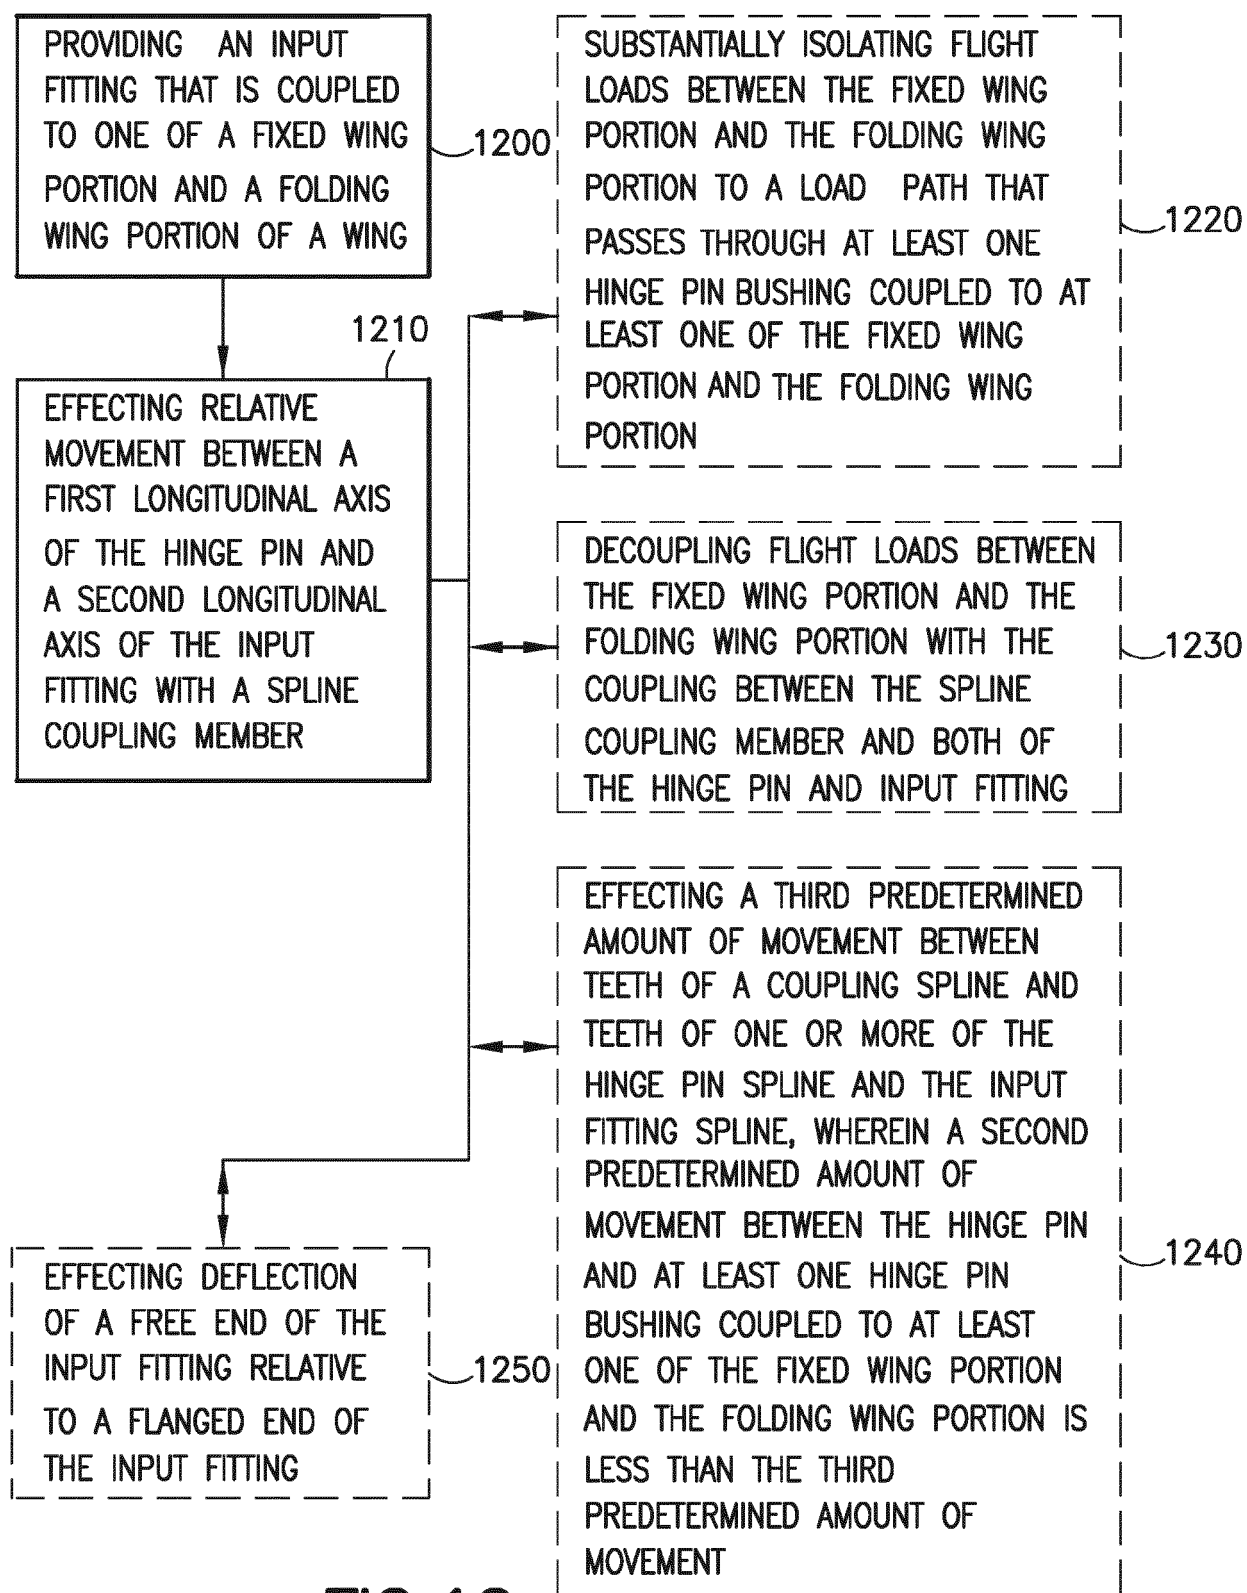 PROVIDING AN INPUT
FITTING THAT IS COUPLED
TO ONE OF A FIXED WING
PORTION AND A FOLDING
WING PORTION OF A WING
1200
1210
EFFECTING RELATIVE
MOVEMENT BETWEEN A
FIRST LONGITUDINAL AXIS
OF THE HINGE PIN AND
A SECOND LONGITUDINAL
AXIS OF THE INPUT
FITTING WITH A SPLINE
COUPLING MEMBER
SUBSTANTIALLY ISOLATING FLIGHT
LOADS BETWEEN THE FIXED WING
PORTION AND THE FOLDING WING
PORTION TO A LOAD PATH THAT
PASSES THROUGH AT LEAST ONE
HINGE PIN BUSHING COUPLED TO AT
LEAST ONE OF THE FIXED WING
PORTION AND THE FOLDING WING
PORTION
1220
DECOUPLING FLIGHT LOADS BETWEEN
THE FIXED WING PORTION AND THE
FOLDING WING PORTION WITH THE
COUPLING BETWEEN THE SPLINE
COUPLING MEMBER AND BOTH OF
THE HINGE PIN AND INPUT FITTING
1230
EFFECTING A THIRD PREDETERMINED
AMOUNT OF MOVEMENT BETWEEN
TEETH OF A COUPLING SPLINE AND
TEETH OF ONE OR MORE OF THE
HINGE PIN SPLINE AND THE INPUT
FITTING SPLINE, WHEREIN A SECOND
PREDETERMINED AMOUNT OF
MOVEMENT BETWEEN THE HINGE PIN
AND AT LEAST ONE HINGE PIN
BUSHING COUPLED TO AT LEAST
ONE OF THE FIXED WING PORTION
AND THE FOLDING WING PORTION IS
LESS THAN THE THIRD
PREDETERMINED AMOUNT OF
MOVEMENT
1240
EFFECTING DEFLECTION
OF A FREE END OF THE
INPUT FITTING RELATIVE
TO A FLANGED END OF
THE INPUT FITTING
1250